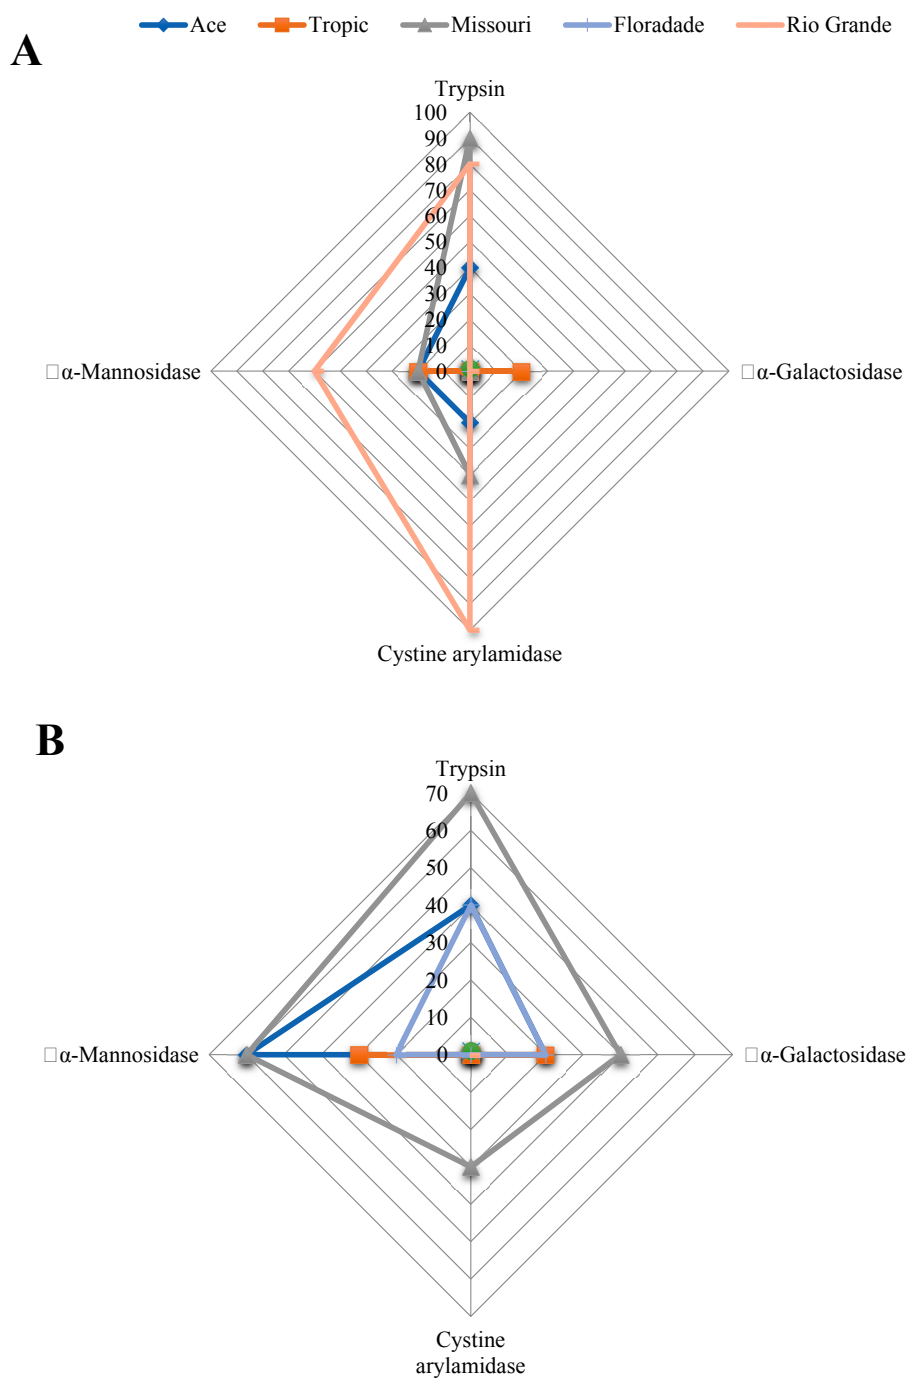 Ace Tropic Missouri Floradade Rio Grande
A
Trypsin
100
90
80
70
60
50
40
30
20
10
0
□α-Mannosidase
□α-Galactosidase
Cystine arylamidase
B
Trypsin
70
60
50
40
30
20
10
0
□α-Mannosidase
□α-Galactosidase
Cystine
arylamidase